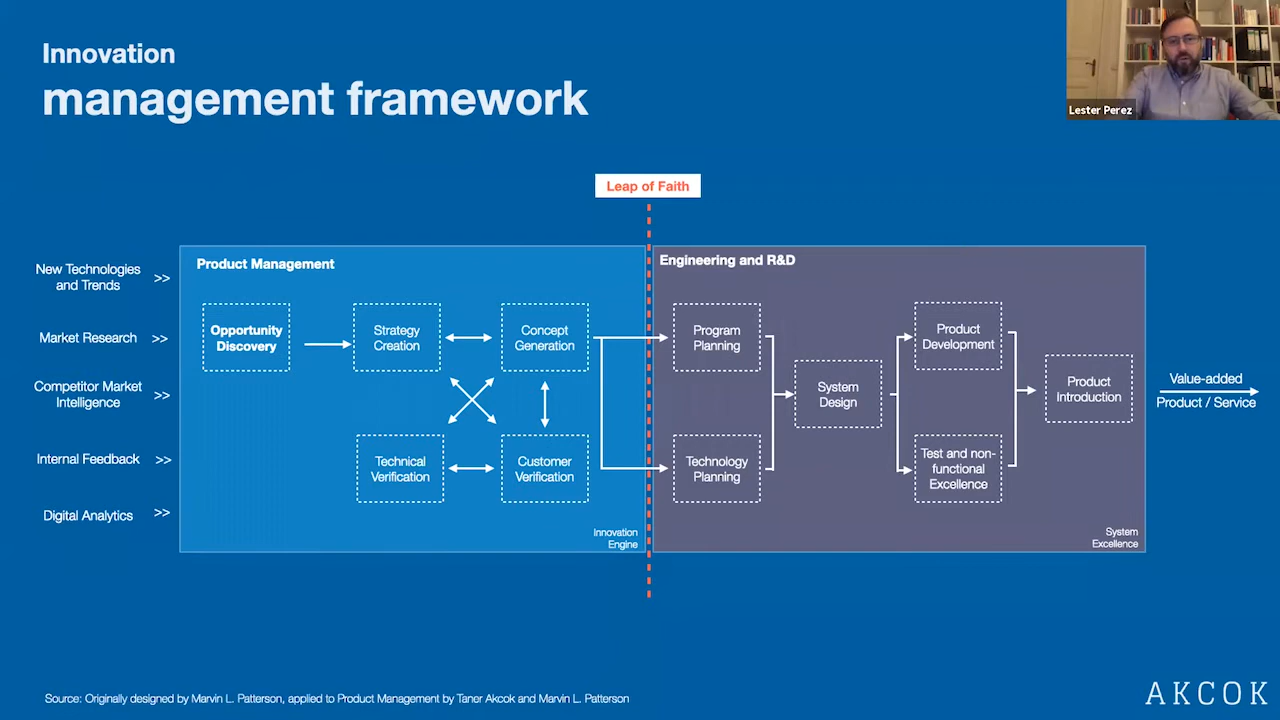 Innovation
management framework
Lester Perez
Leap of Faith
New Technologies
and Trends
>>
Market Research >>
Competitor Market
Intelligence
>>
Internal Feedback >>
Digital Analytics >>
Product Management
Opportunity
Discovery
Strategy
Creation
Concept
Generation
Technical
Verification
Customer
Verification
Innovation
Engine
Engineering and R&D
Program
Planning
Technology
Planning
System
Design
Product
Development
Test and non-
functional
Excellence
Product
Introduction
System
Excellence
Value-added
Product / Service
Source: Originally designed by Marvin L. Patterson, applied to Product Management by Taner Akcok and Marvin L. Patterson
AKCOK